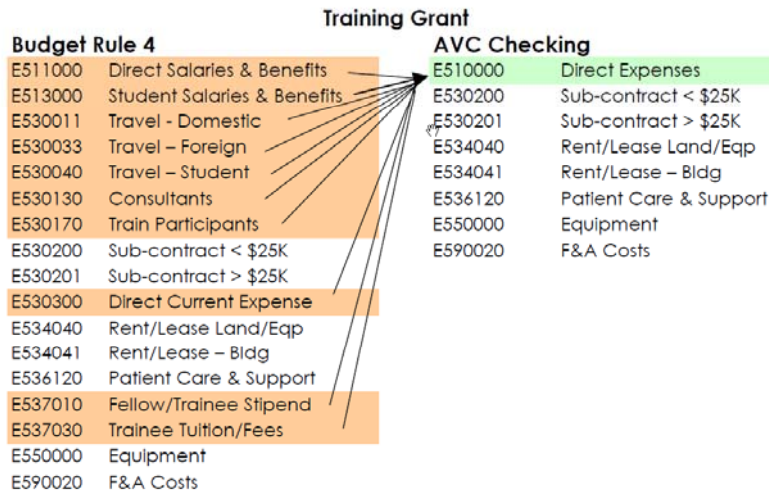 Training Grant
Budget Rule 4
E511000 Direct Salaries & Benefits
E513000 Student Salaries & Benefits
E530011 Travel - Domestic
E530033 Travel – Foreign
E530040 Travel – Student
E530130 Consultants
E530170 Train Participants
E530200 Sub-contract < $25K
E530201 Sub-contract > $25K
E530300 Direct Current Expense
E534040 Rent/Lease Land/Eqp
E534041 Rent/Lease – Bldg
E536120 Patient Care & Support
E537010 Fellow/Trainee Stipend
E537030 Trainee Tuition/Fees
E550000 Equipment
E590020 F&A Costs
AVC Checking
E510000 Direct Expenses
E530200 Sub-contract < $25K
E530201 Sub-contract > $25K
E534040 Rent/Lease Land/Eqp
E534041 Rent/Lease – Bldg
E536120 Patient Care & Support
E550000 Equipment
E590020 F&A Costs